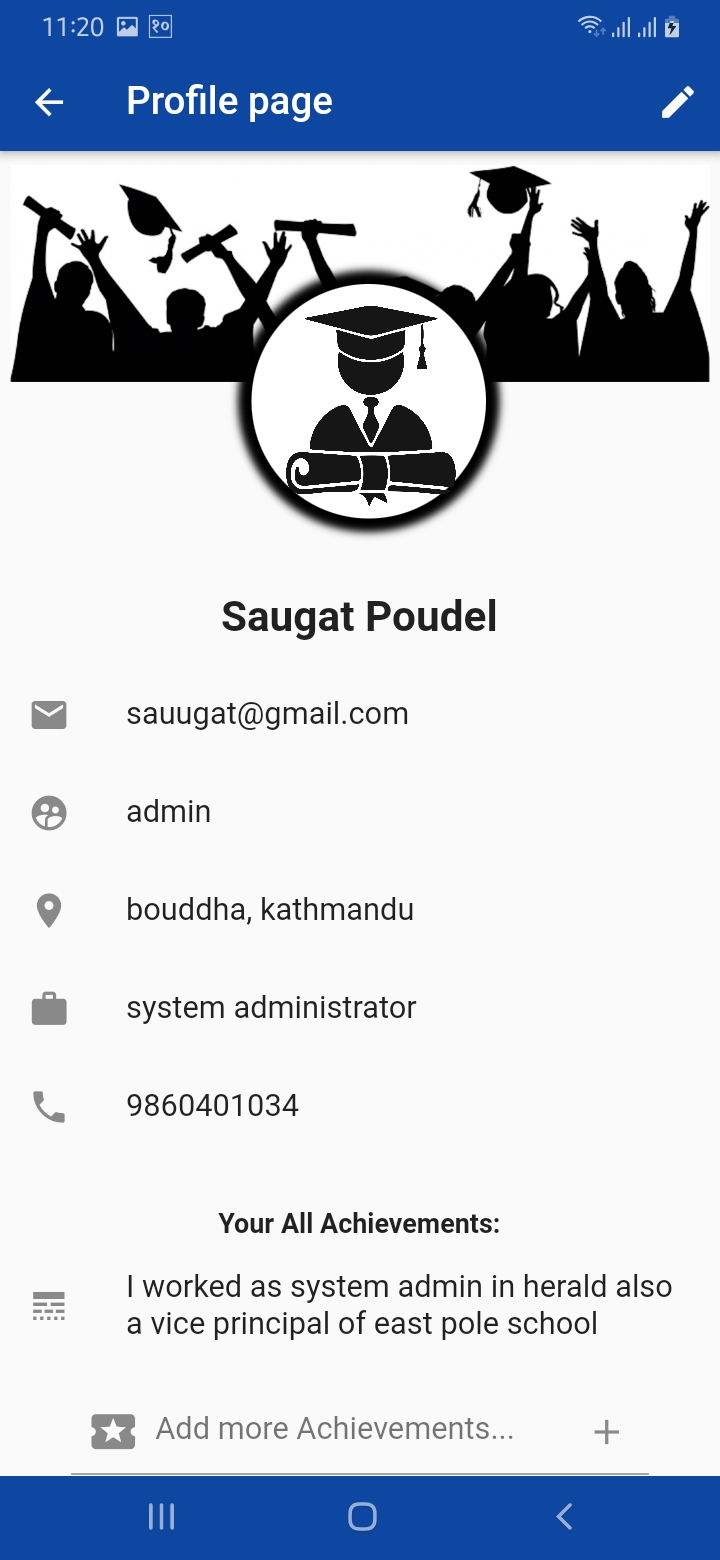 11:20 १०
Profile page
Saugat Poudel
sauugat@gmail.com
admin
bouddha, kathmandu
system administrator
9860401034
Your All Achievements:
I worked as system admin in herald also
a vice principal of east pole school
Add more Achievements...